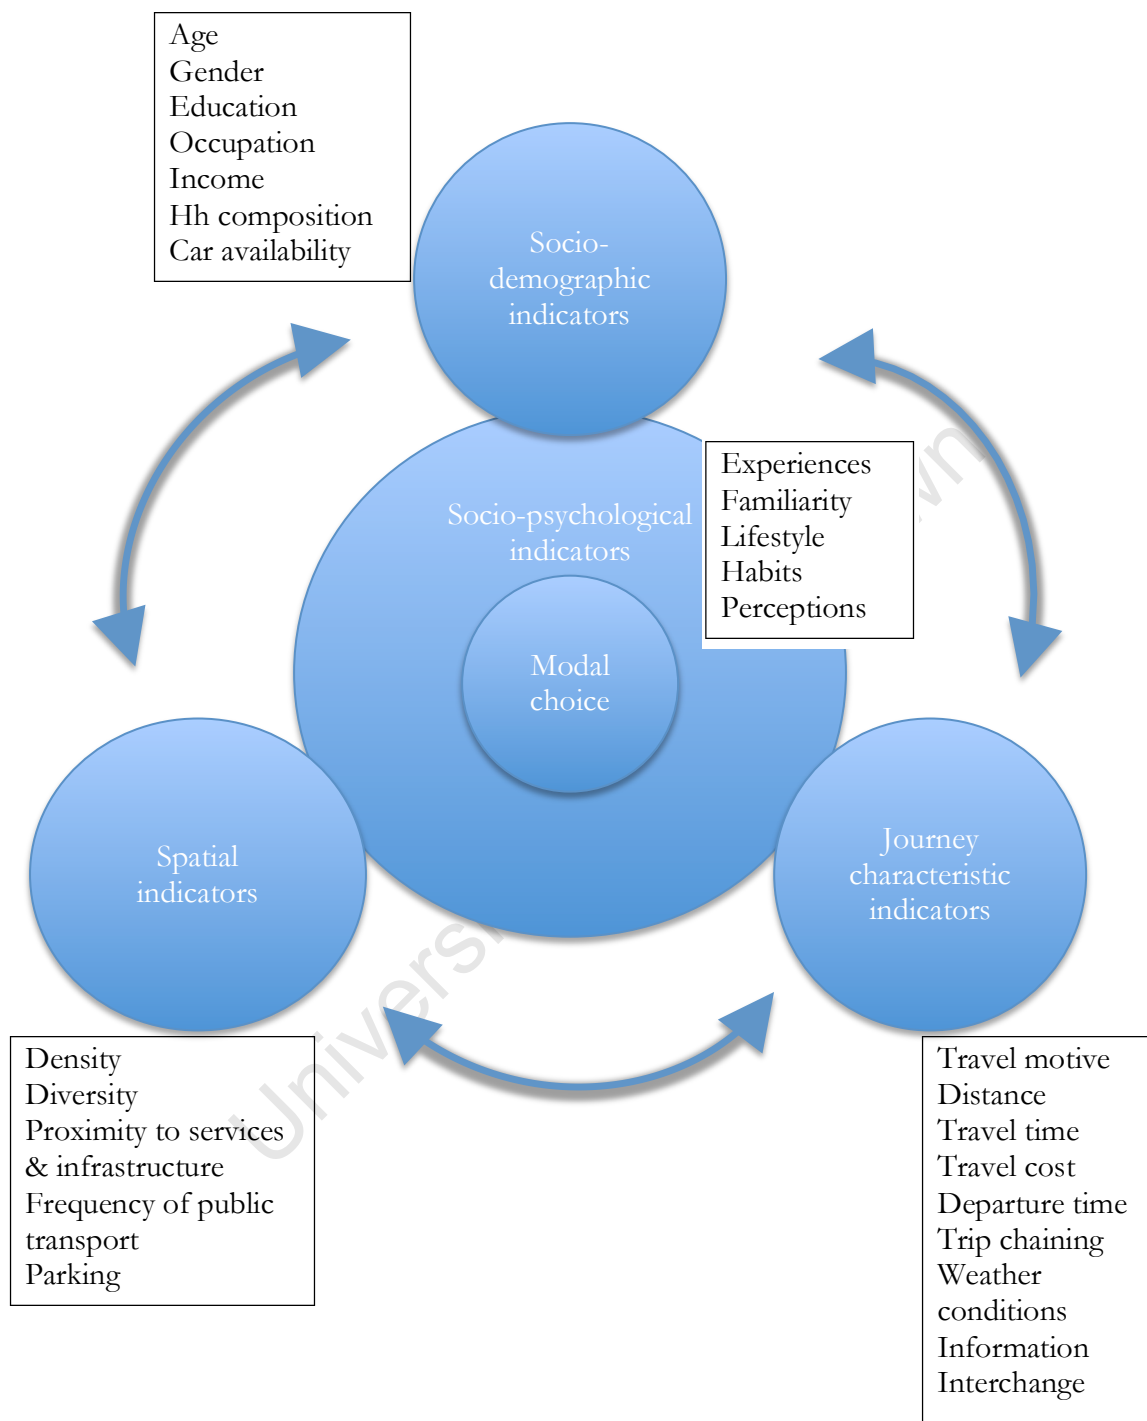 Age
Gender
Education
Occupation
Income
Hh composition
Car availability
Socio-
demographic
indicators
Experiences
Familiarity
Lifestyle
Habits
Perceptions
Socio-psychological
indicators
Modal
choice
Spatial
indicators
Journey
characteristic
indicators
Density
Diversity
Proximity to services
& infrastructure
Frequency of public
transport
Parking
Travel motive
Distance
Travel time
Travel cost
Departure time
Trip chaining
Weather
conditions
Information
Interchange